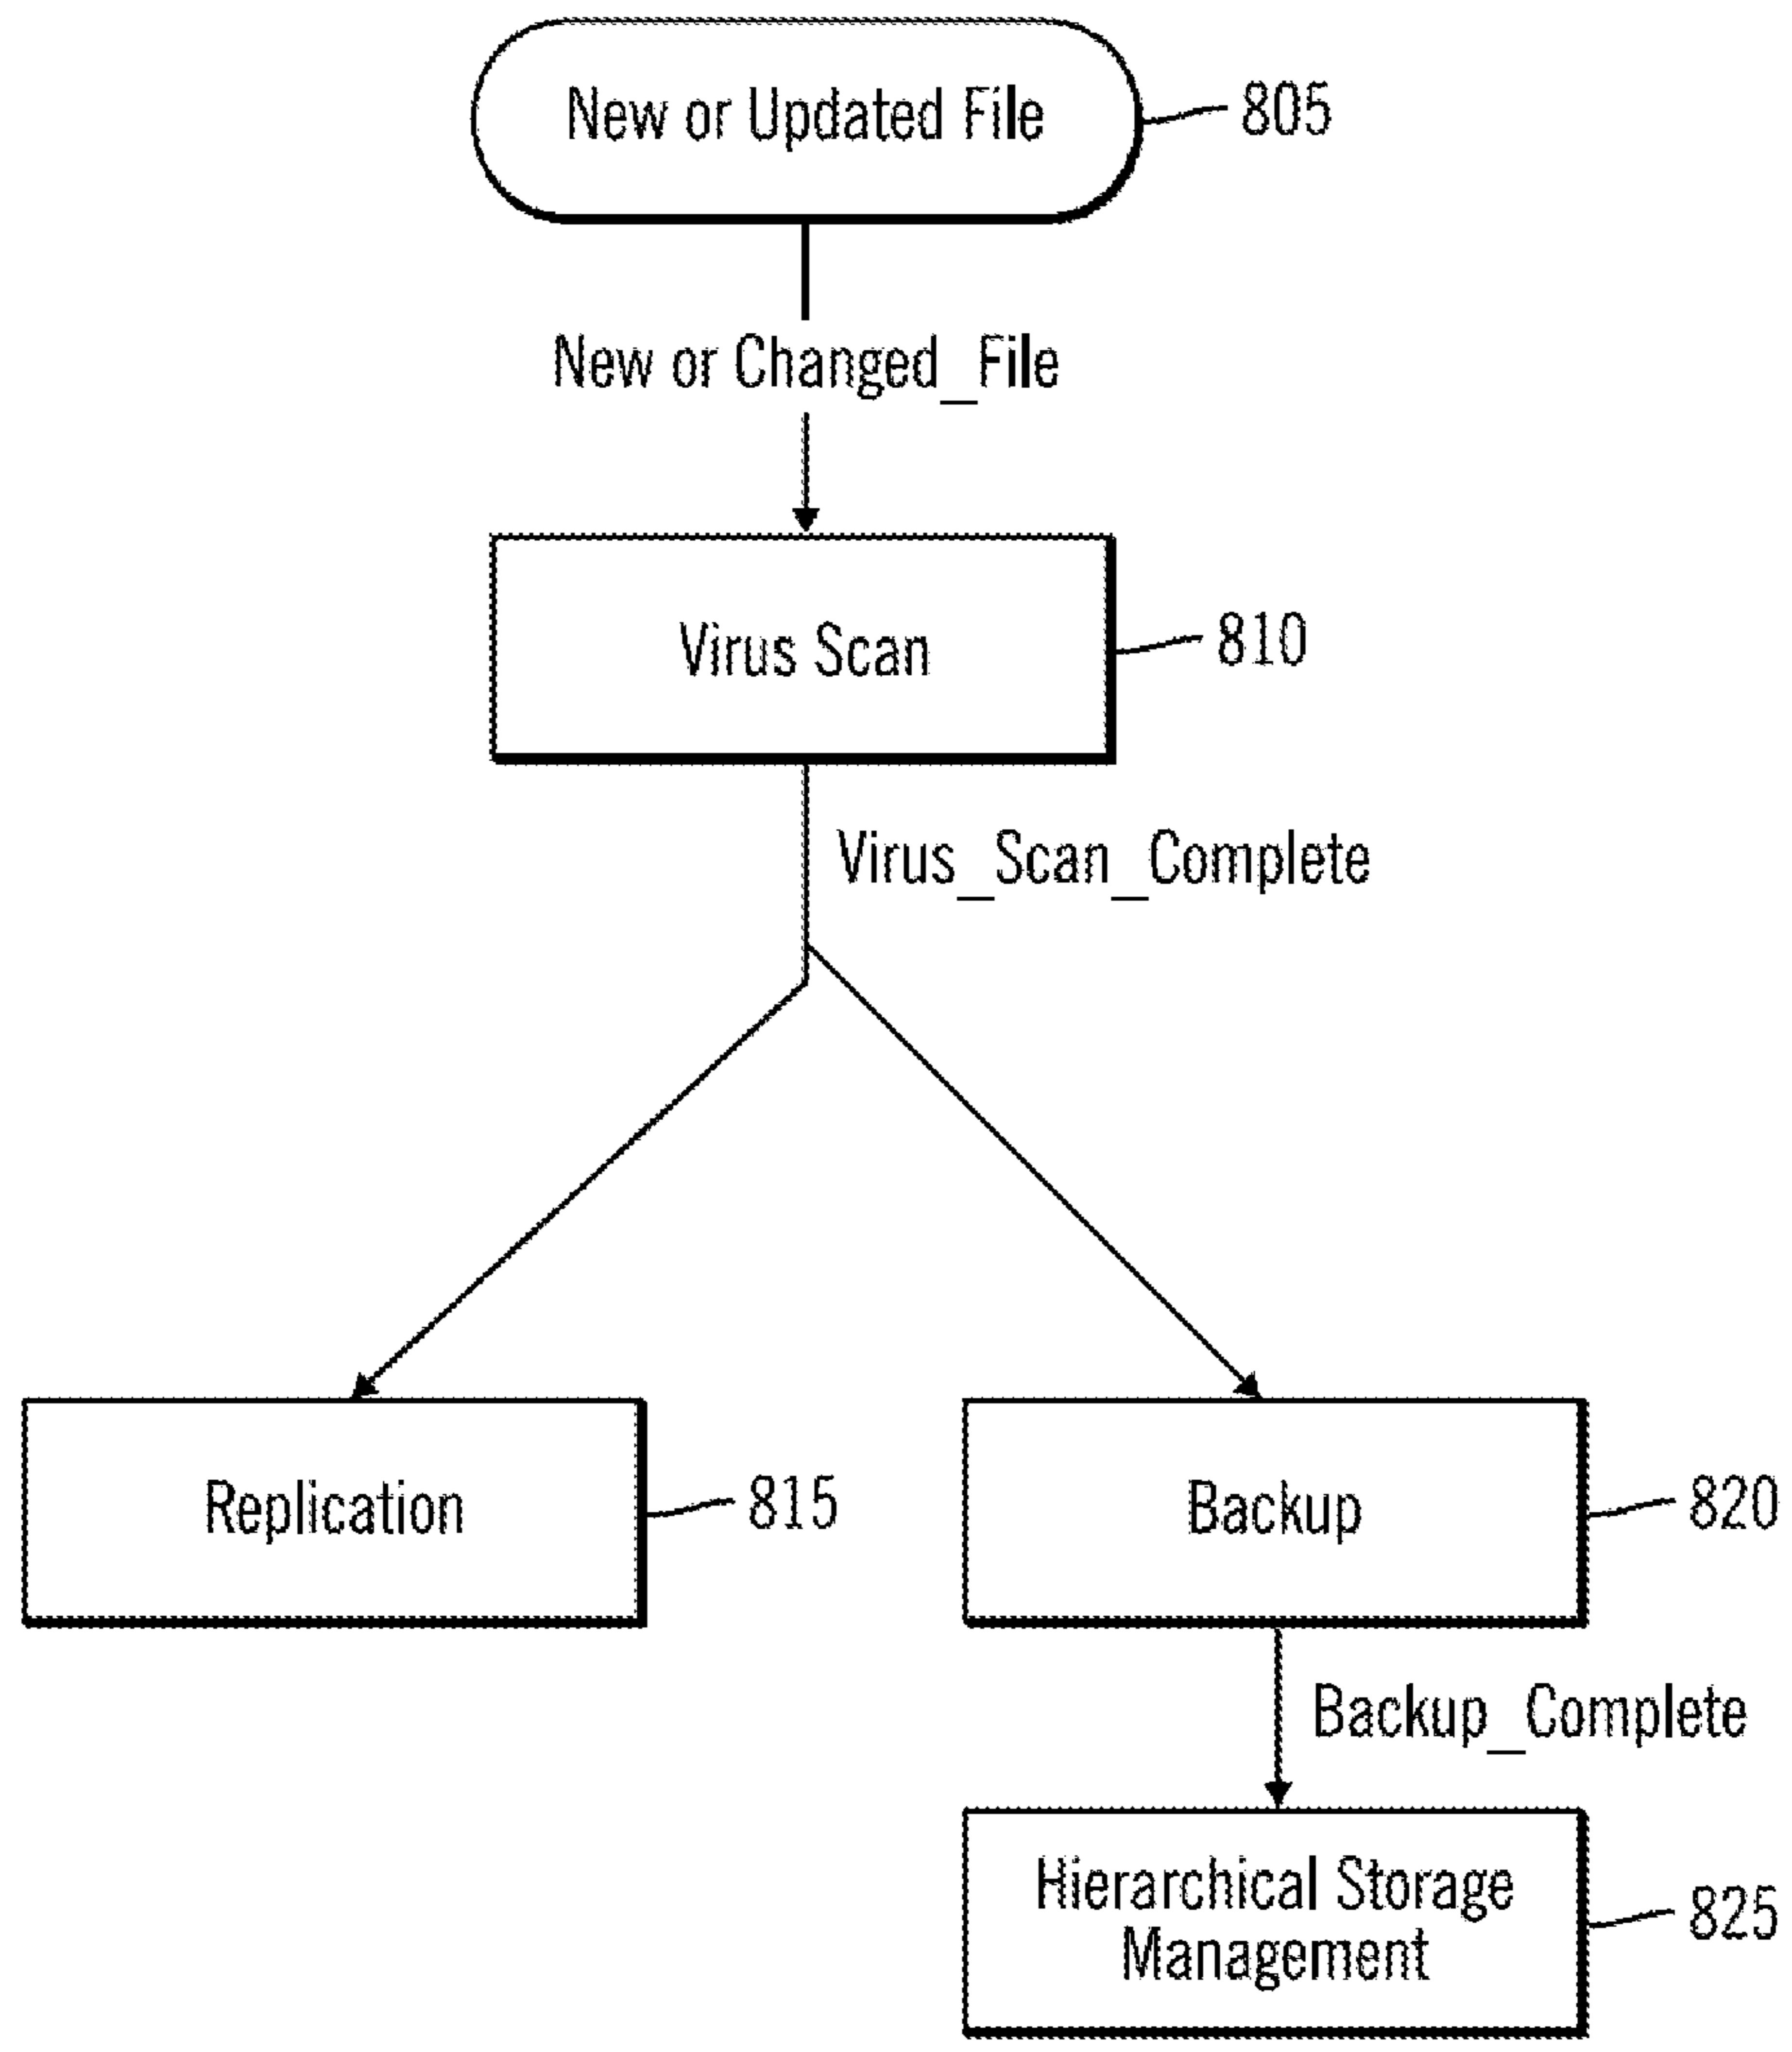 New or Updated File
805
New or Changed_File
Virus Scan
810
Virus_Scan_Complete
Replication
815
Backup
820
Backup_Complete
Hierarchical Storage
Management
825